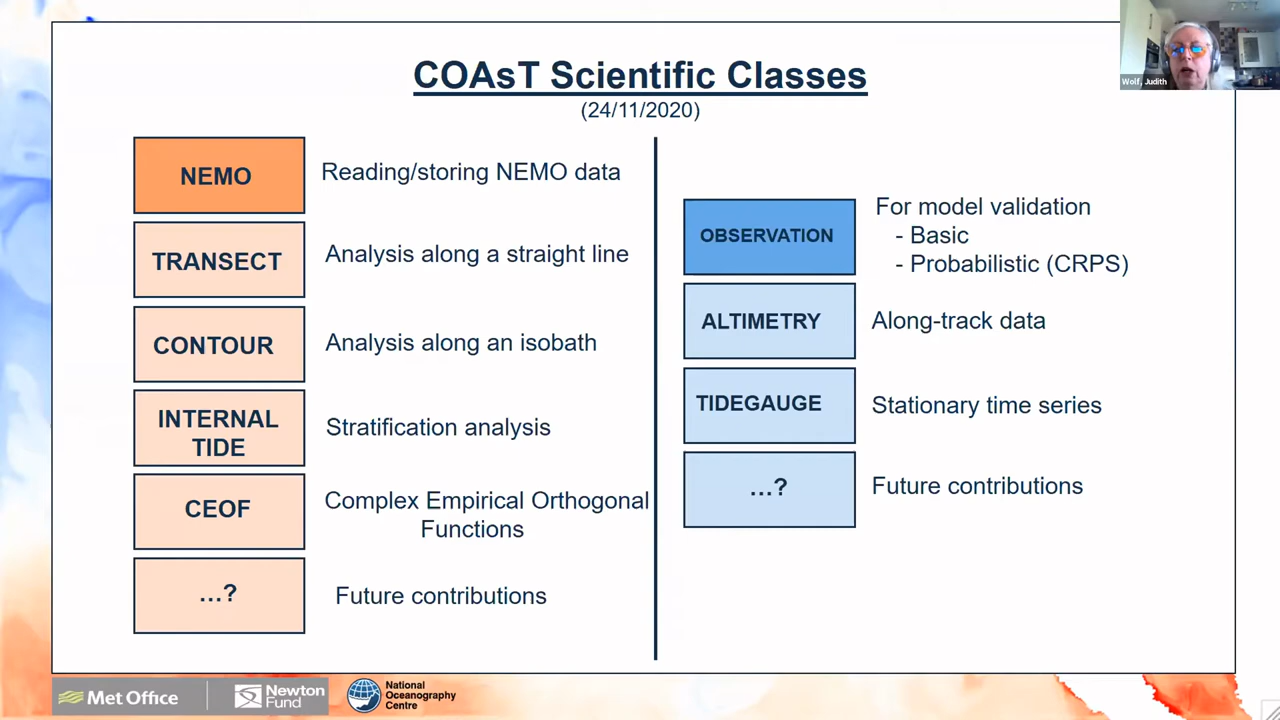 COAsT Scientific Classes
(24/11/2020)
Wolf, Judith
NEMO
Reading/storing NEMO data
TRANSECT
Analysis along a straight line
CONTOUR
Analysis along an isobath
INTERNAL
TIDE
Stratification analysis
CEOF
Complex Empirical Orthogonal
Functions
…?
Future contributions
OBSERVATION
For model validation
- Basic
- Probabilistic (CRPS)
ALTIMETRY
Along-track data
TIDEGAUGE
Stationary time series
…?
Future contributions
Met Office
Newton
Fund
National
Oceanography
Centre